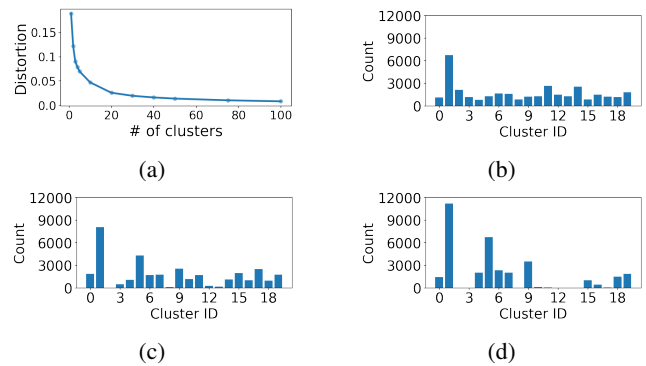 Distortion
0.15
0.1
0.05
0.0
0 20 40 60 80 100
# of clusters
(a)
Count
12000
9000
6000
3000
0
0 3 6 9 12 15 18
Cluster ID
(b)
Count
12000
9000
6000
3000
0
0 3 6 9 12 15 18
Cluster ID
(c)
Count
12000
9000
6000
3000
0
0 3 6 9 12 15 18
Cluster ID
(d)